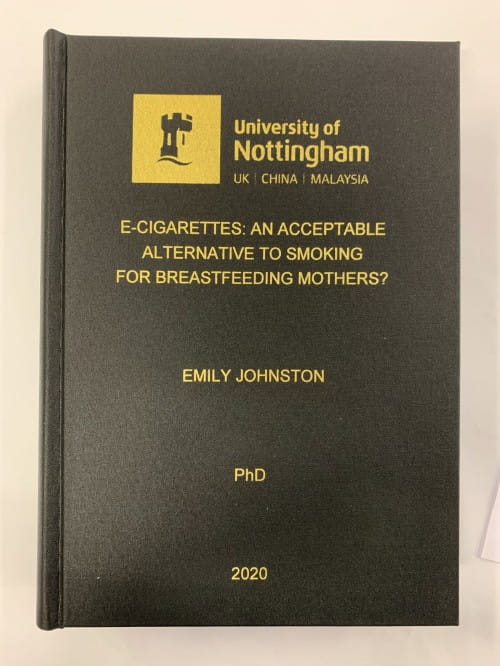 University of
Nottingham
UK | CHINA | MALAYSIA
E-CIGARETTES: AN ACCEPTABLE
ALTERNATIVE TO SMOKING
FOR BREASTFEEDING MOTHERS?
EMILY JOHNSTON
PhD
2020